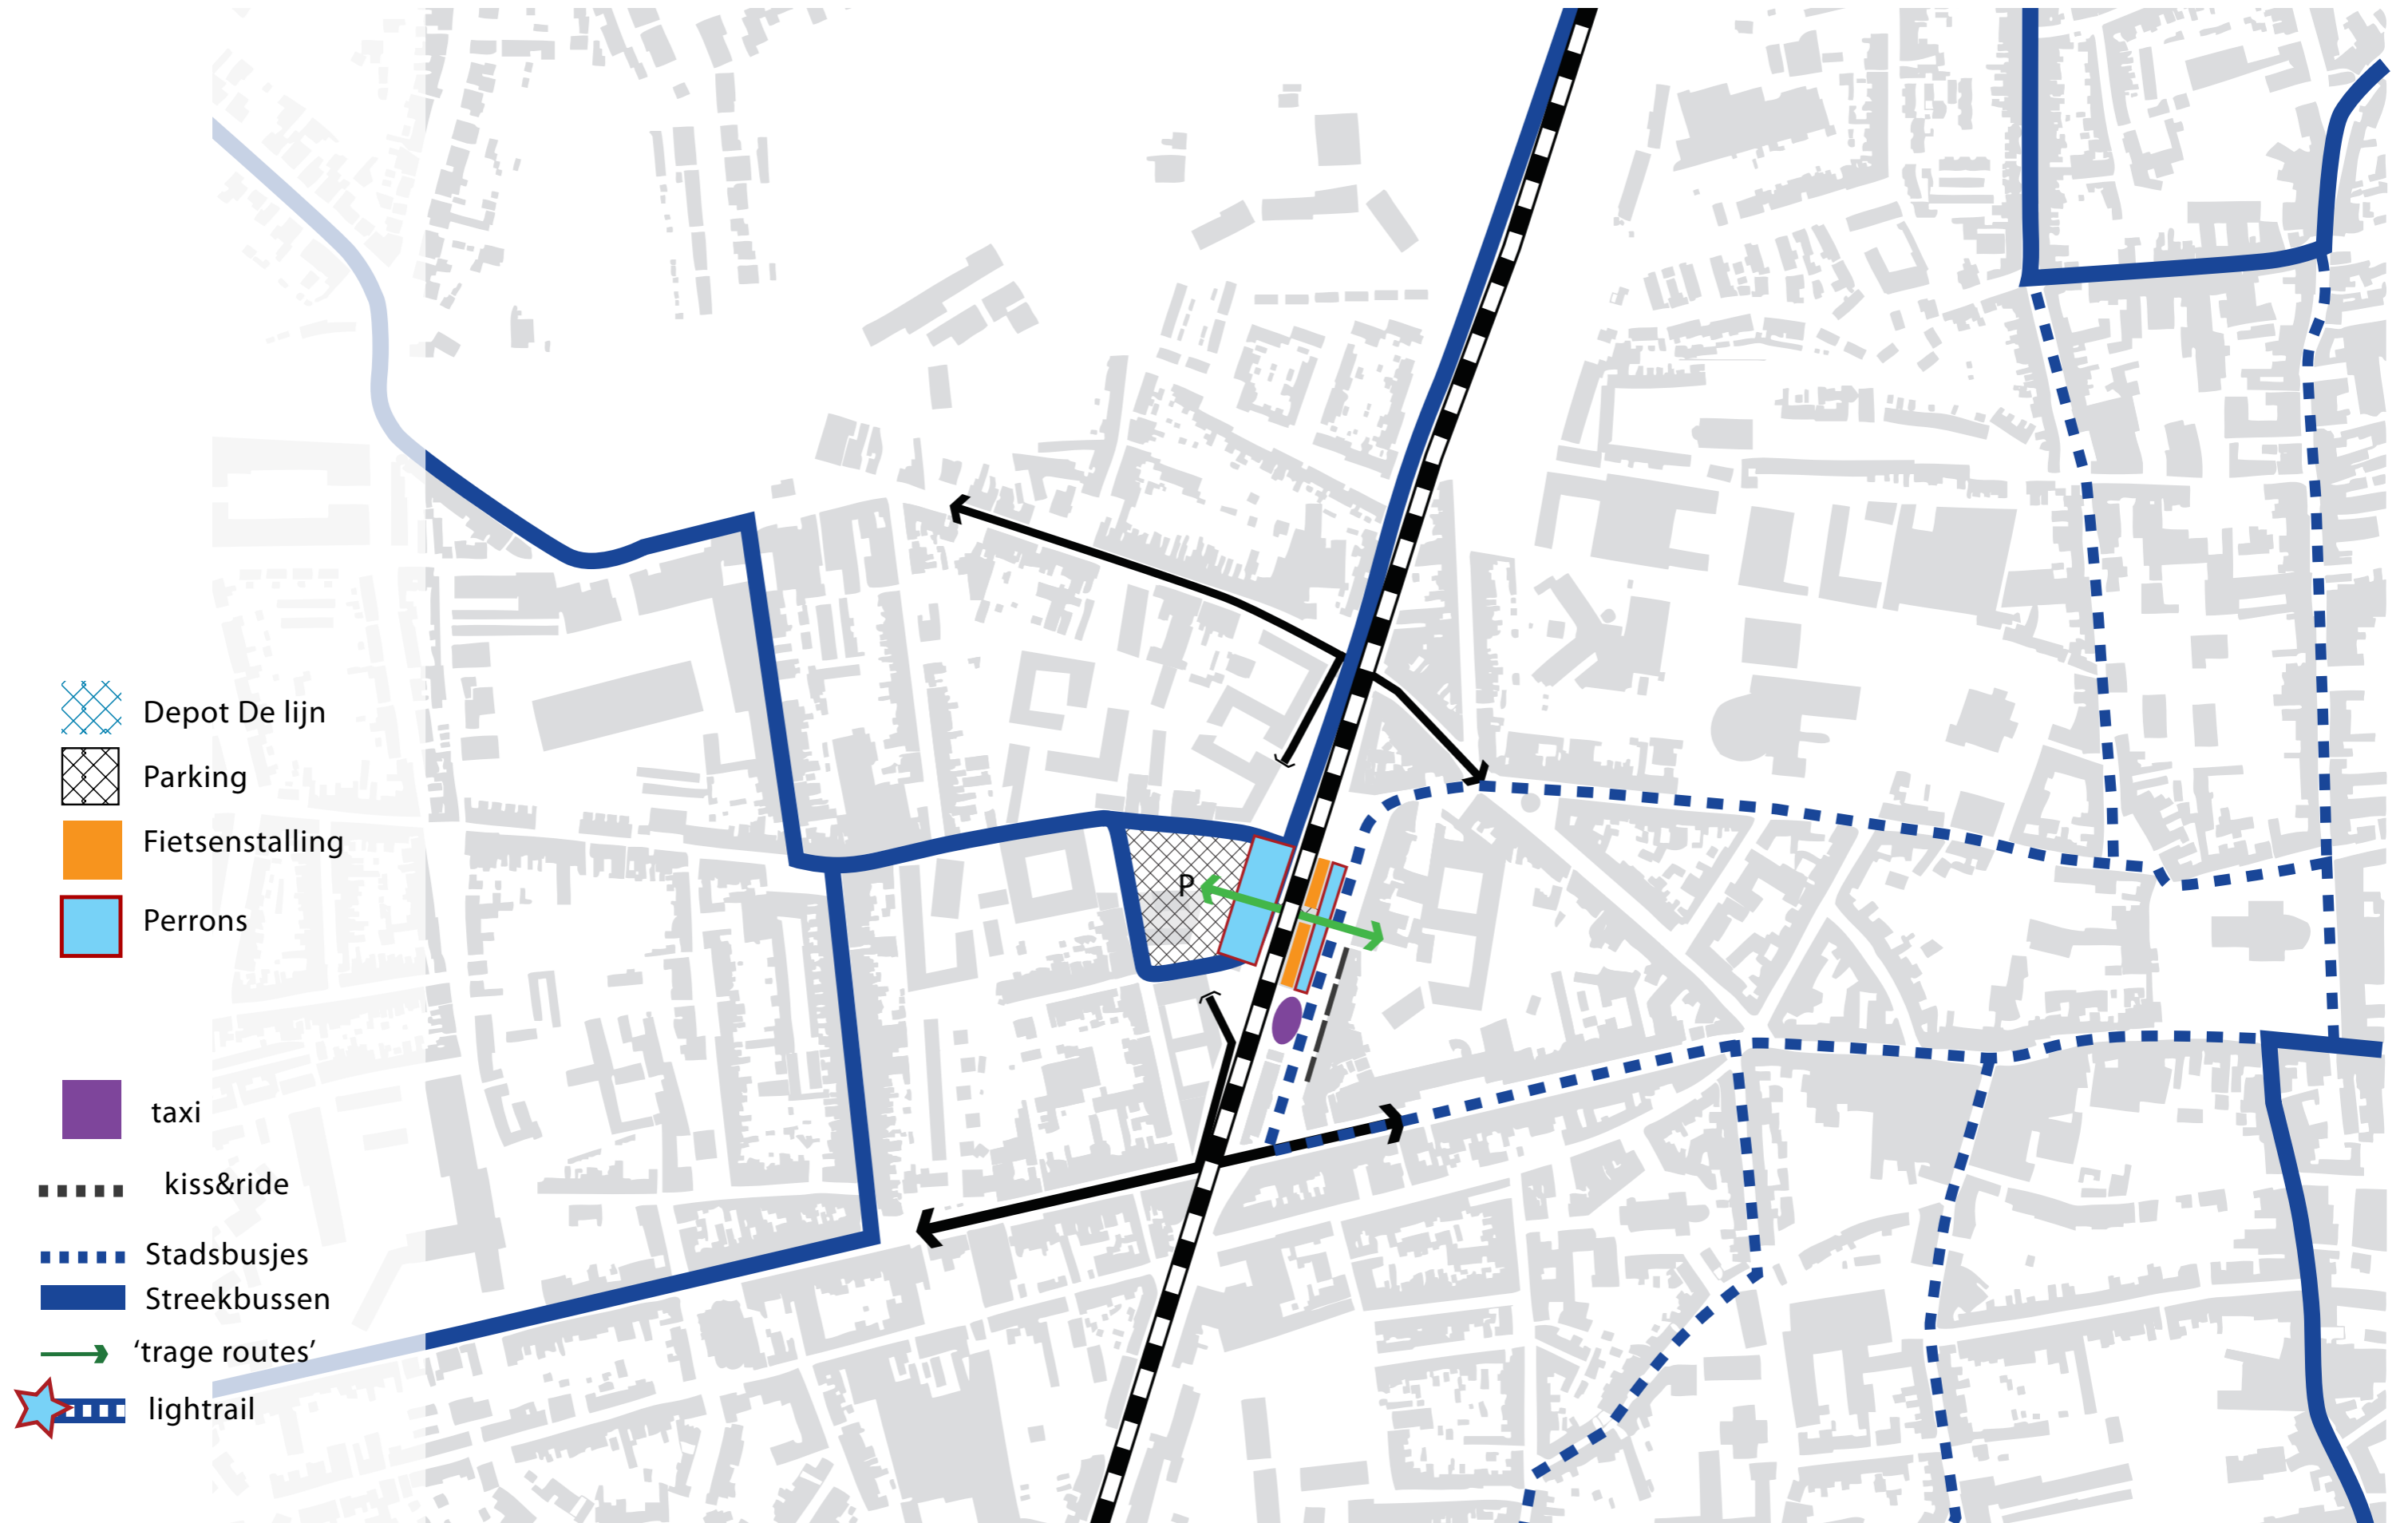 Depot De lijn
Parking
Fietsenstalling
Perrons
taxi
kiss&ride
Stadsbusjes
Streekbussen
‘trage routes’
lightrail
P